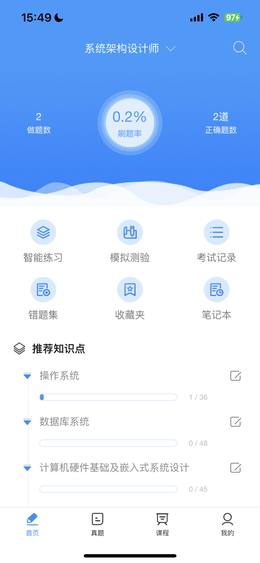 15:49
97
系统架构设计师
2
做题数
0.2%
刷题率
2道
正确题数
智能练习
模拟测验
考试记录
错题集
收藏夹
笔记本
推荐知识点
操作系统
1 / 36
数据库系统
0 / 48
计算机硬件基础及嵌入式系统设计
0 / 45
首页
真题
课程
我的